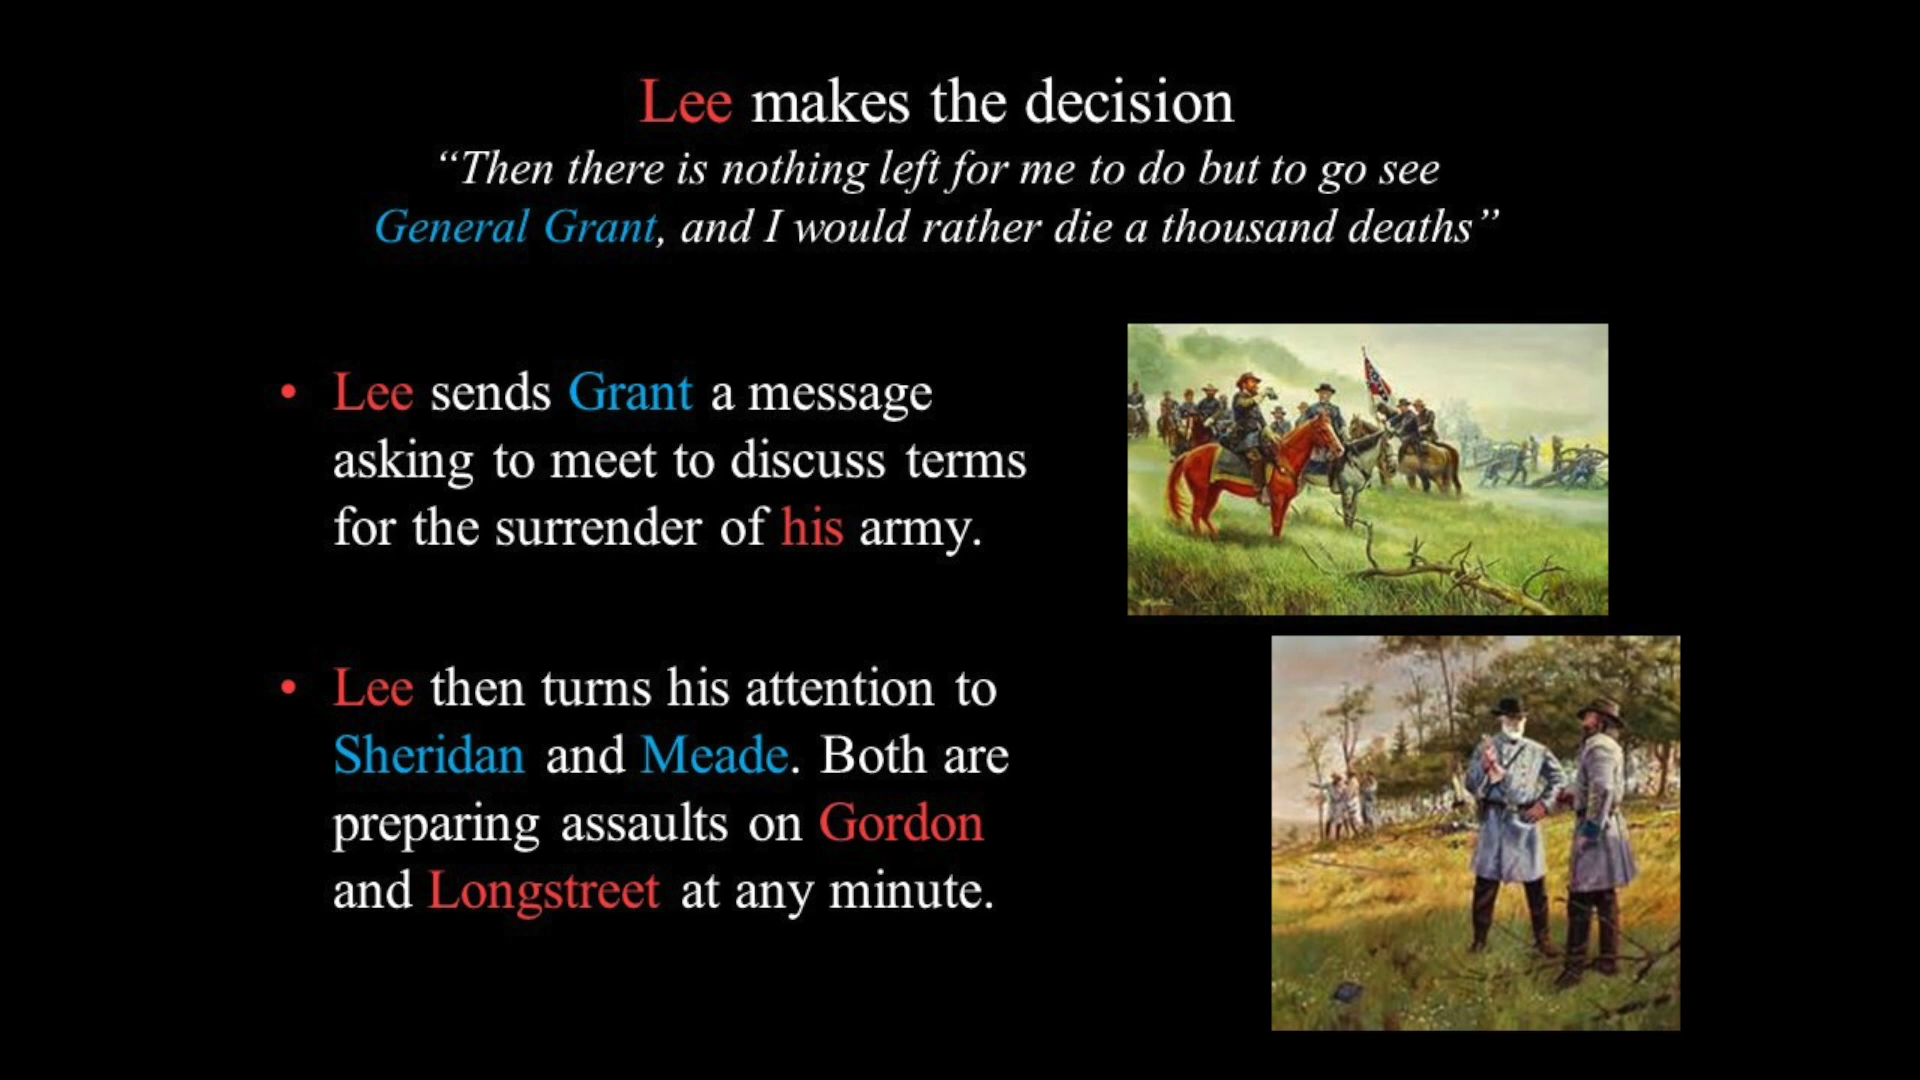 Lee makes the decision
“Then there is nothing left for me to do but to go see
General Grant, and I would rather die a thousand deaths”
• Lee sends Grant a message
asking to meet to discuss terms
for the surrender of his army.
• Lee then turns his attention to
Sheridan and Meade. Both are
preparing assaults on Gordon
and Longstreet at any minute.